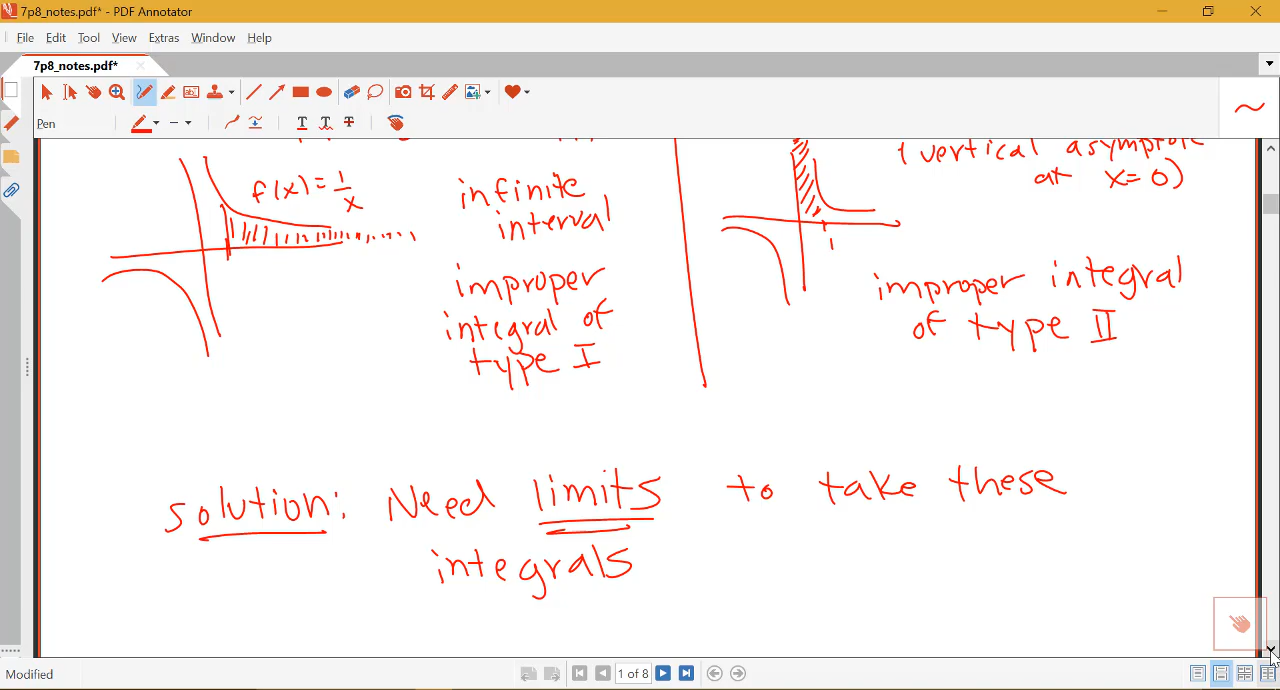 7p8_notes.pdf* - PDF Annotator
File Edit Tool View Extras Window Help
7p8_notes.pdf*
Pen
f(x) = 1/x
infinite
interval
improper
integral of
type I
(vertical asymptote
at x=0)
1
improper integral
of type II
solution: Need limits to take these
integrals
Modified
1 of 8